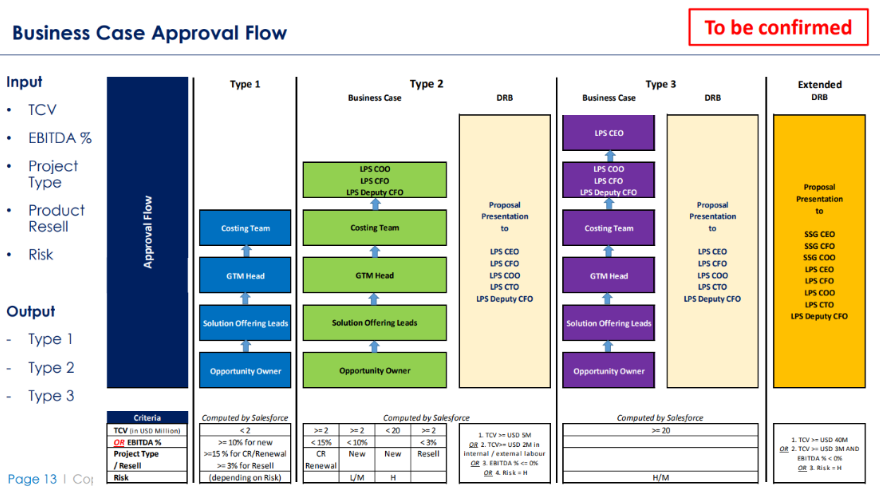 Business Case Approval Flow
To be confirmed
Input
• TCV
• EBITDA %
• Project
Type
• Product
Resell
• Risk
Output
- Type 1
- Type 2
- Type 3
Approval Flow
Type 1
Costing Team
GTM Head
Solution Offering Leads
Opportunity Owner
Type 2
Business Case
DRB
LPS COO
LPS CFO
LPS Deputy CFO
Costing Team
GTM Head
Solution Offering Leads
Opportunity Owner
Proposal
Presentation
to
LPS CEO
LPS CFO
LPS COO
LPS CTO
LPS Deputy CFO
Type 3
Business Case
DRB
LPS CEO
LPS COO
LPS CFO
LPS Deputy CFO
Costing Team
GTM Head
Solution Offering Leads
Opportunity Owner
Proposal
Presentation
to
LPS CEO
LPS CFO
LPS COO
LPS CTO
LPS Deputy CFO
Extended
DRB
Proposal
Presentation
to
SSG CEO
SSG CFO
SSG COO
LPS CEO
LPS CFO
LPS COO
LPS CTO
LPS Deputy CFO
Criteria
Computed by Salesforce
Computed by Salesforce
Computed by Salesforce
TCV (in USD Million) < 2 >= 2 >= 2 < 20 >= 2 >= 20
OR EBITDA % >= 10% for new < 15% < 10% < 3%
Project Type >=15 % for CR/Renewal CR New New Resell
/ Resell >= 3% for Resell Renewal
Risk (depending on Risk) L/M H H/M
1. TCV >= USD 5M
OR 2. TCV>= USD 2M in
internal / external labour
OR 3. EBITDA % <= 0%
OR 4. Risk = H
1. TCV >= USD 40M
OR 2. TCV >= USD 3M AND
EBITDA % < 0%
OR 3. Risk = H
Page 13 | Cop